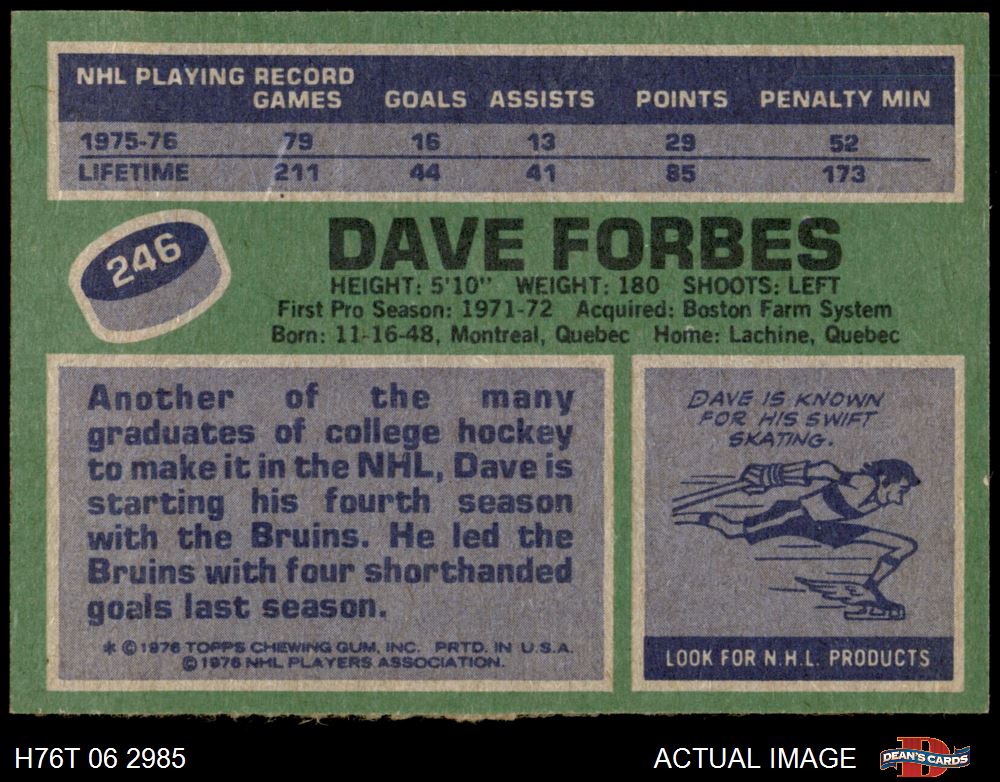 NHL PLAYING RECORD
GAMES GOALS ASSISTS POINTS PENALTY MIN
1975-76 79 16 13 29 52
LIFETIME 211 44 41 85 173
246
DAVE FORBES
HEIGHT: 5'10" WEIGHT: 180 SHOOTS: LEFT
First Pro Season: 1971-72 Acquired: Boston Farm System
Born: 11-16-48, Montreal, Quebec Home: Lachine, Quebec
Another of the many
graduates of college hockey
to make it in the NHL, Dave is
starting his fourth season
with the Bruins. He led the
Bruins with four shorthanded
goals last season.
* © 1976 TOPPS CHEWING GUM, INC. PRTD. IN U.S.A.
© 1976 NHL PLAYERS ASSOCIATION.
DAVE IS KNOWN
FOR HIS SWIFT
SKATING.
LOOK FOR N.H.L. PRODUCTS
H76T 06 2985 ACTUAL IMAGE DEAN'S CARDS